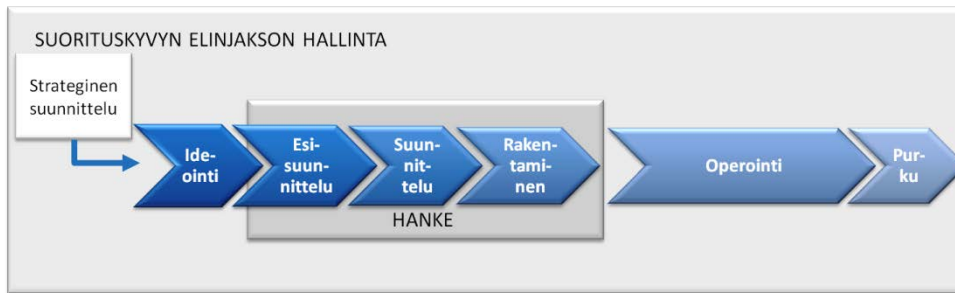 SUORITUSKYVYN ELINJAKSON HALLINTA
Strateginen
suunnittelu
Ide-
ointi
Esi-
suun-
nittelu
Suun-
nit-
telu
Raken-
tami-
nen
Operointi
Pur-
ku
HANKE